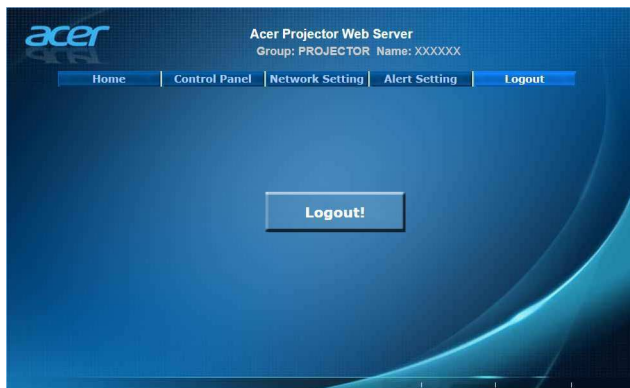 acer
Acer Projector Web Server
Group: PROJECTOR Name: XXXXXX
Home Control Panel Network Setting Alert Setting Logout
Logout!